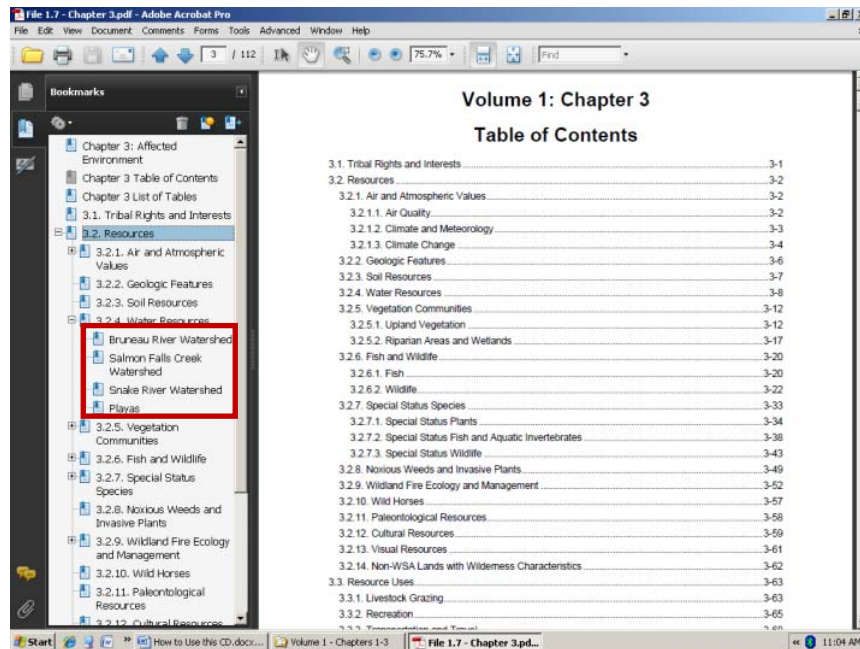 File 1.7 - Chapter 3.pdf - Adobe Acrobat Pro
File Edit View Document Comments Forms Tools Advanced Window Help
3 / 112 75.7% Find
Bookmarks
Chapter 3: Affected
Environment
Chapter 3 Table of Contents
Chapter 3 List of Tables
3.1. Tribal Rights and Interests
3.2. Resources
3.2.1. Air and Atmospheric
Values
3.2.2. Geologic Features
3.2.3. Soil Resources
3.2.4. Water Resources
Bruneau River Watershed
Salmon Falls Creek
Watershed
Snake River Watershed
Playas
3.2.5. Vegetation
Communities
3.2.6. Fish and Wildlife
3.2.7. Special Status
Species
3.2.8. Noxious Weeds and
Invasive Plants
3.2.9. Wildland Fire Ecology
and Management
3.2.10. Wild Horses
3.2.11. Paleontological
Resources
3.2.12. Cultural Resources
Volume 1: Chapter 3
Table of Contents
3.1. Tribal Rights and Interests 3-1
3.2. Resources 3-2
3.2.1. Air and Atmospheric Values 3-2
3.2.1.1. Air Quality 3-2
3.2.1.2. Climate and Meteorology 3-3
3.2.1.3. Climate Change 3-4
3.2.2. Geologic Features 3-6
3.2.3. Soil Resources 3-7
3.2.4. Water Resources 3-8
3.2.5. Vegetation Communities 3-12
3.2.5.1. Upland Vegetation 3-12
3.2.5.2. Riparian Areas and Wetlands 3-17
3.2.6. Fish and Wildlife 3-20
3.2.6.1. Fish 3-20
3.2.6.2. Wildlife 3-22
3.2.7. Special Status Species 3-33
3.2.7.1. Special Status Plants 3-34
3.2.7.2. Special Status Fish and Aquatic Invertebrates 3-38
3.2.7.3. Special Status Wildlife 3-43
3.2.8. Noxious Weeds and Invasive Plants 3-49
3.2.9. Wildland Fire Ecology and Management 3-52
3.2.10. Wild Horses 3-57
3.2.11. Paleontological Resources 3-58
3.2.12. Cultural Resources 3-59
3.2.13. Visual Resources 3-61
3.2.14. Non-WSA Lands with Wilderness Characteristics 3-62
3.3. Resource Uses 3-63
3.3.1. Livestock Grazing 3-63
3.3.2. Recreation 3-65
Start How to Use this CD.docx... Volume 1 - Chapters 1-3 File 1.7 - Chapter 3.pd... 11:04 AM